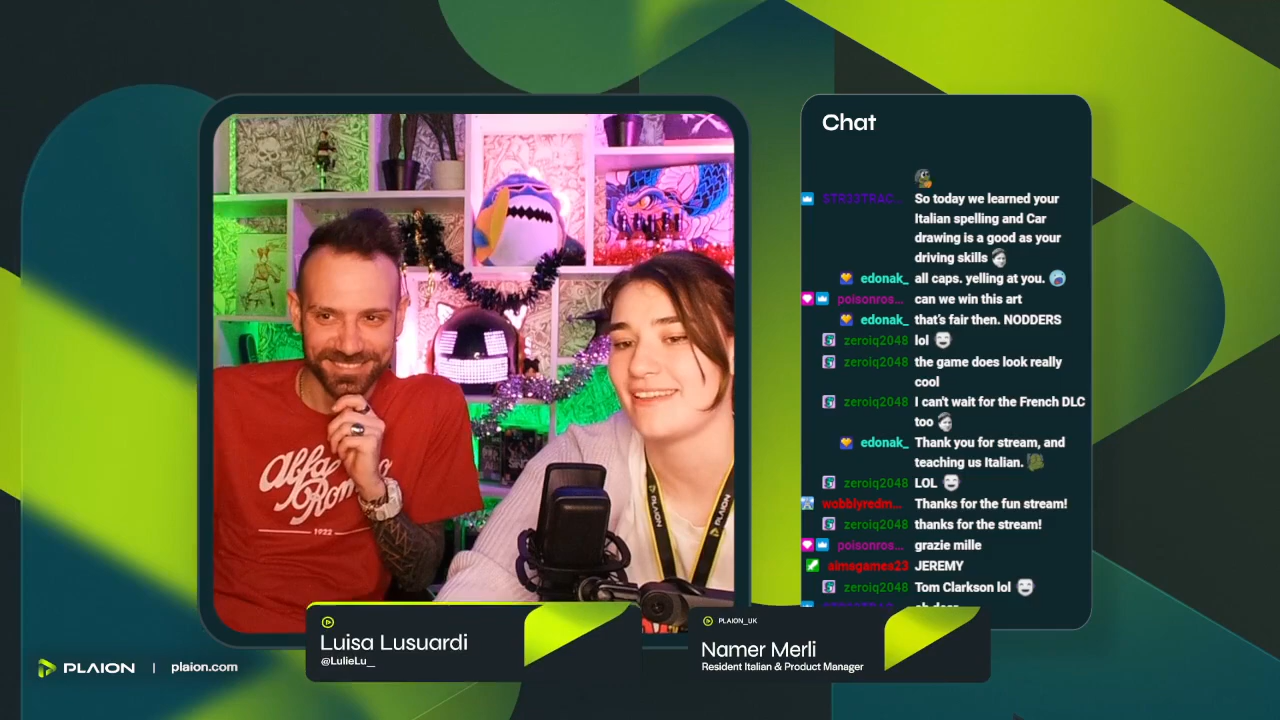 Chat
STR33TRAC... So today we learned your
Italian spelling and Car
drawing is a good as your
driving skills
edonak_ all caps. yelling at you.
poisonros... can we win this art
edonak_ that's fair then. NODDERS
zeroiq2048 lol
zeroiq2048 the game does look really
cool
zeroiq2048 I can't wait for the French DLC
too
edonak_ Thank you for stream, and
teaching us Italian.
zeroiq2048 LOL
wobblyredm... Thanks for the fun stream!
zeroiq2048 thanks for the stream!
poisonros... grazie mille
aimsgames23 JEREMY
zeroiq2048 Tom Clarkson lol
Alfa
Rom
1922
PLAION
PLAION
Luisa Lusuardi
@LulieLu__
PLAION_UK
Namer Merli
Resident Italian & Product Manager
PLAION | plaion.com